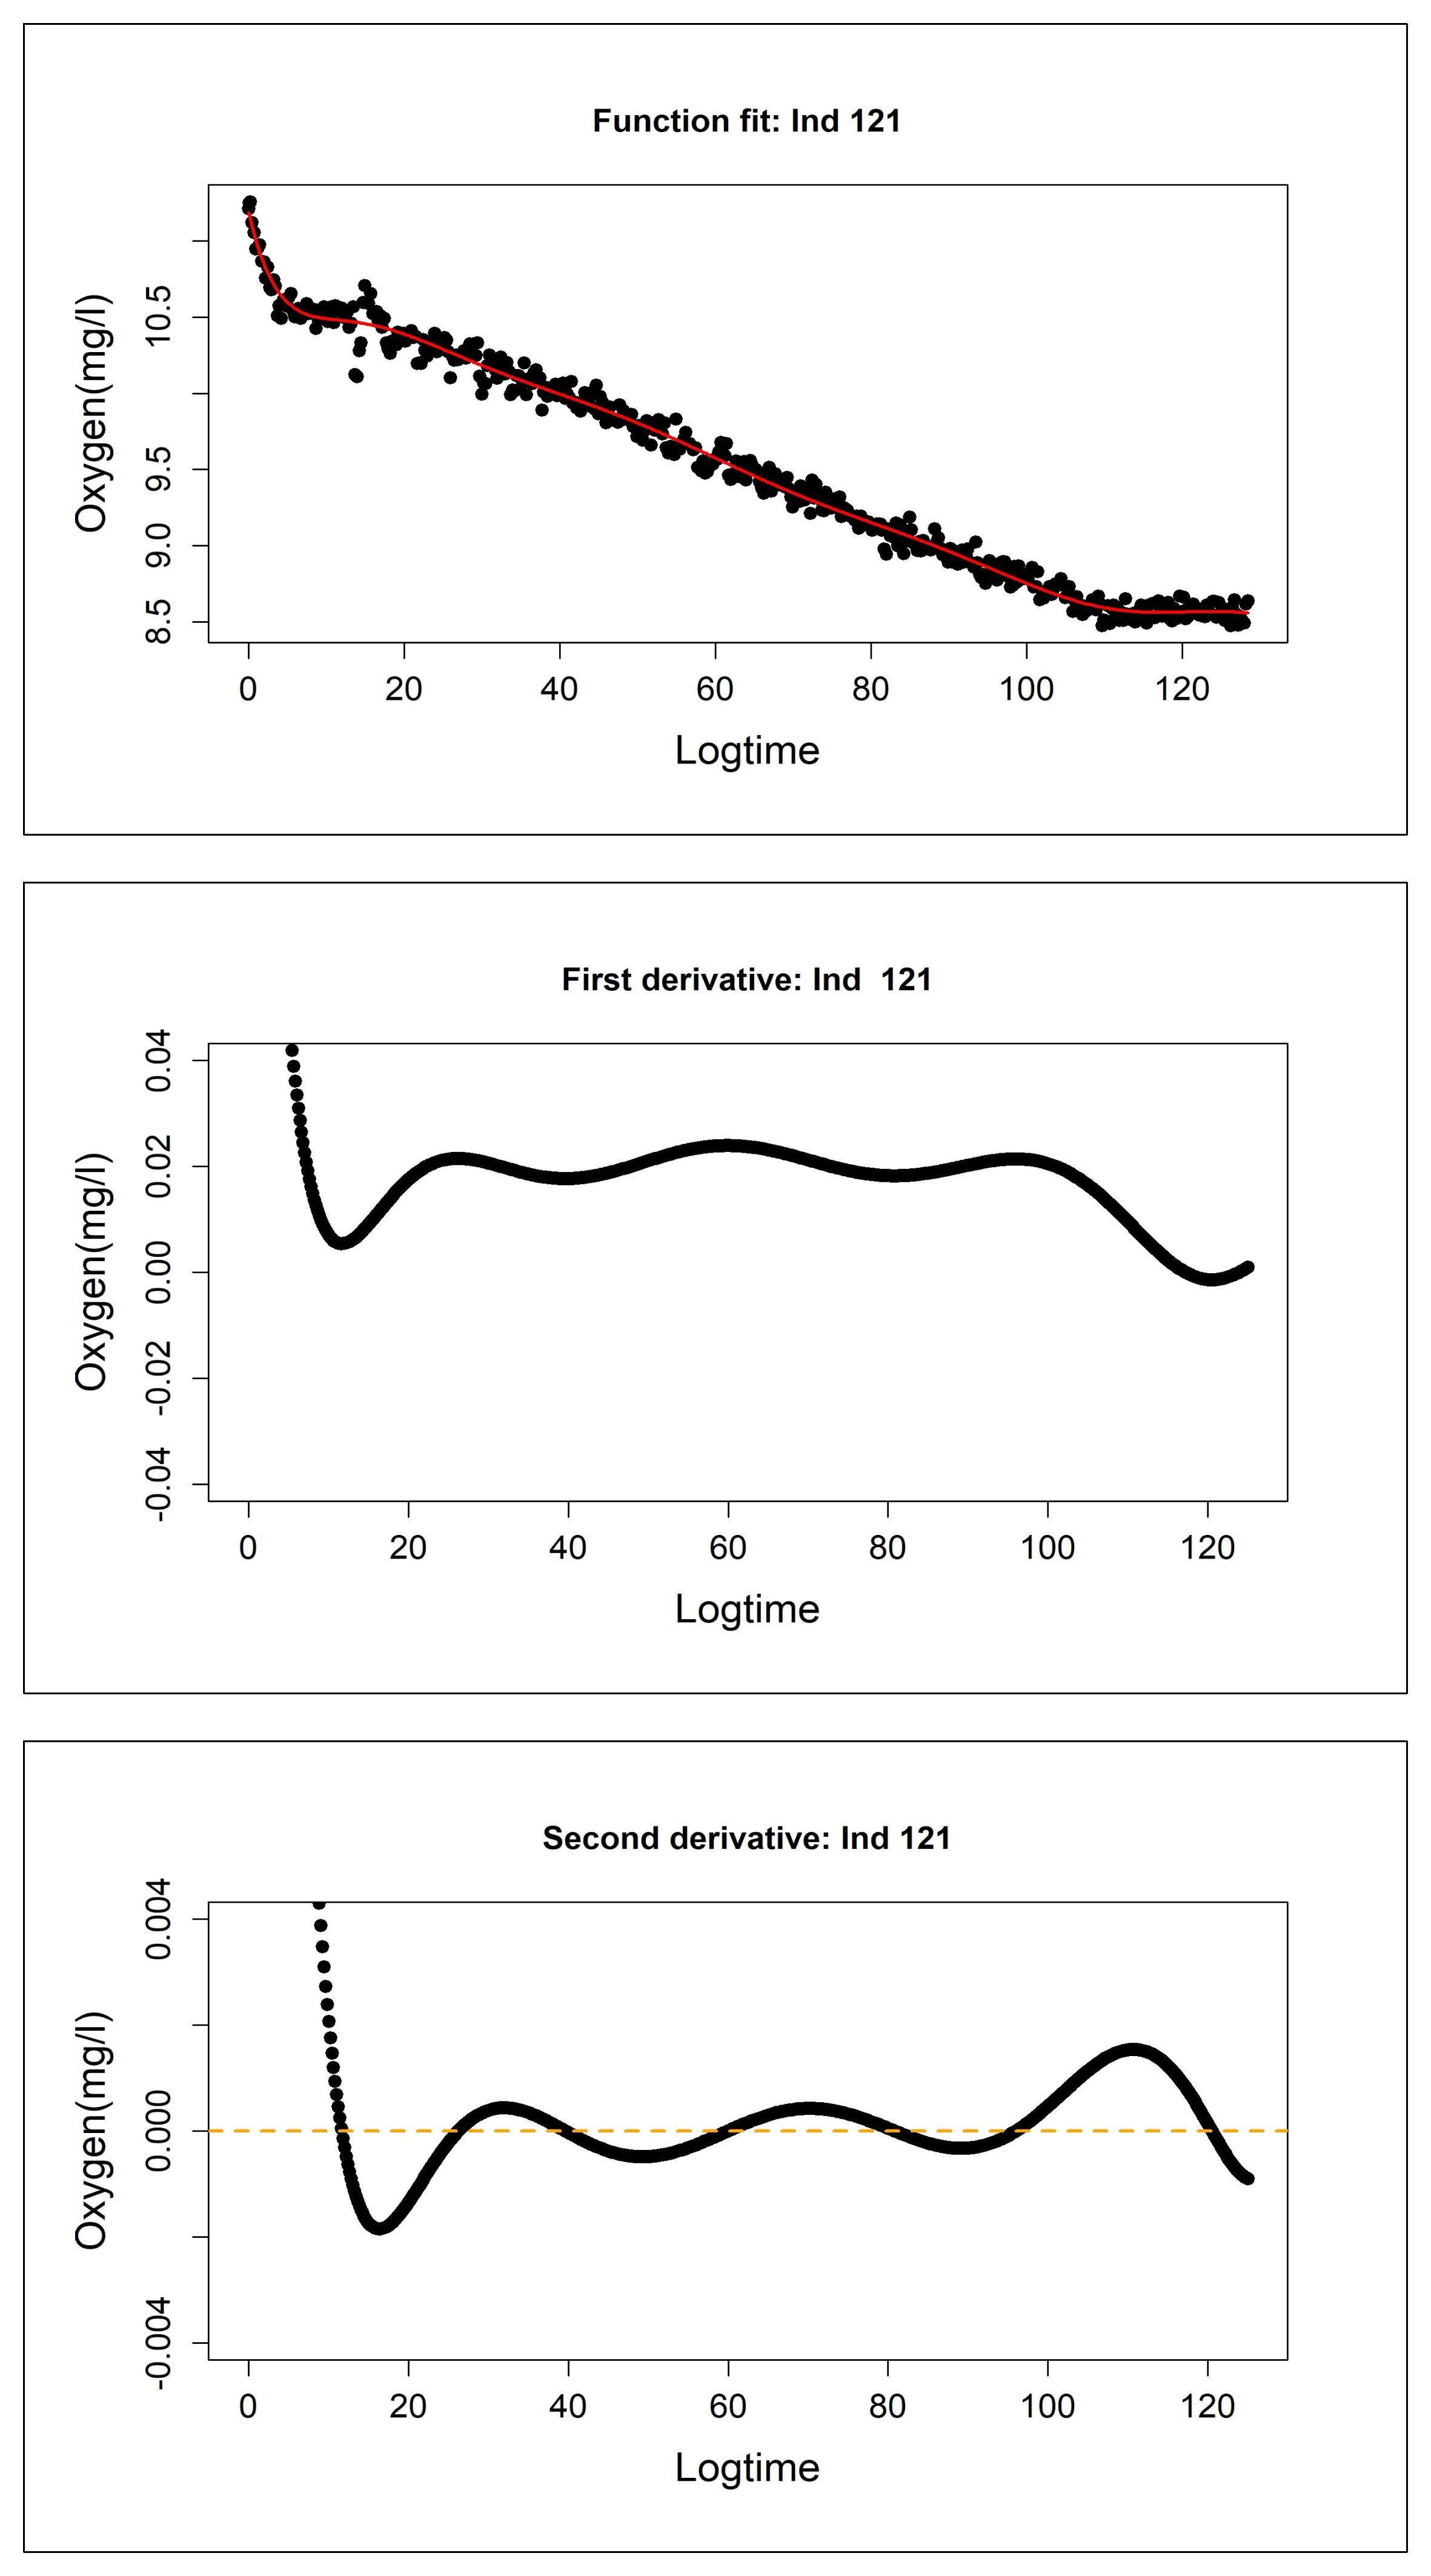 Function fit: Ind 121
Oxygen(mg/l)
10.5
9.5
9.0
8.5
0 20 40 60 80 100 120
Logtime
First derivative: Ind  121
Oxygen(mg/l)
0.04
0.02
0.00
-0.02
-0.04
0 20 40 60 80 100 120
Logtime
Second derivative: Ind 121
Oxygen(mg/l)
0.004
0.000
-0.004
0 20 40 60 80 100 120
Logtime